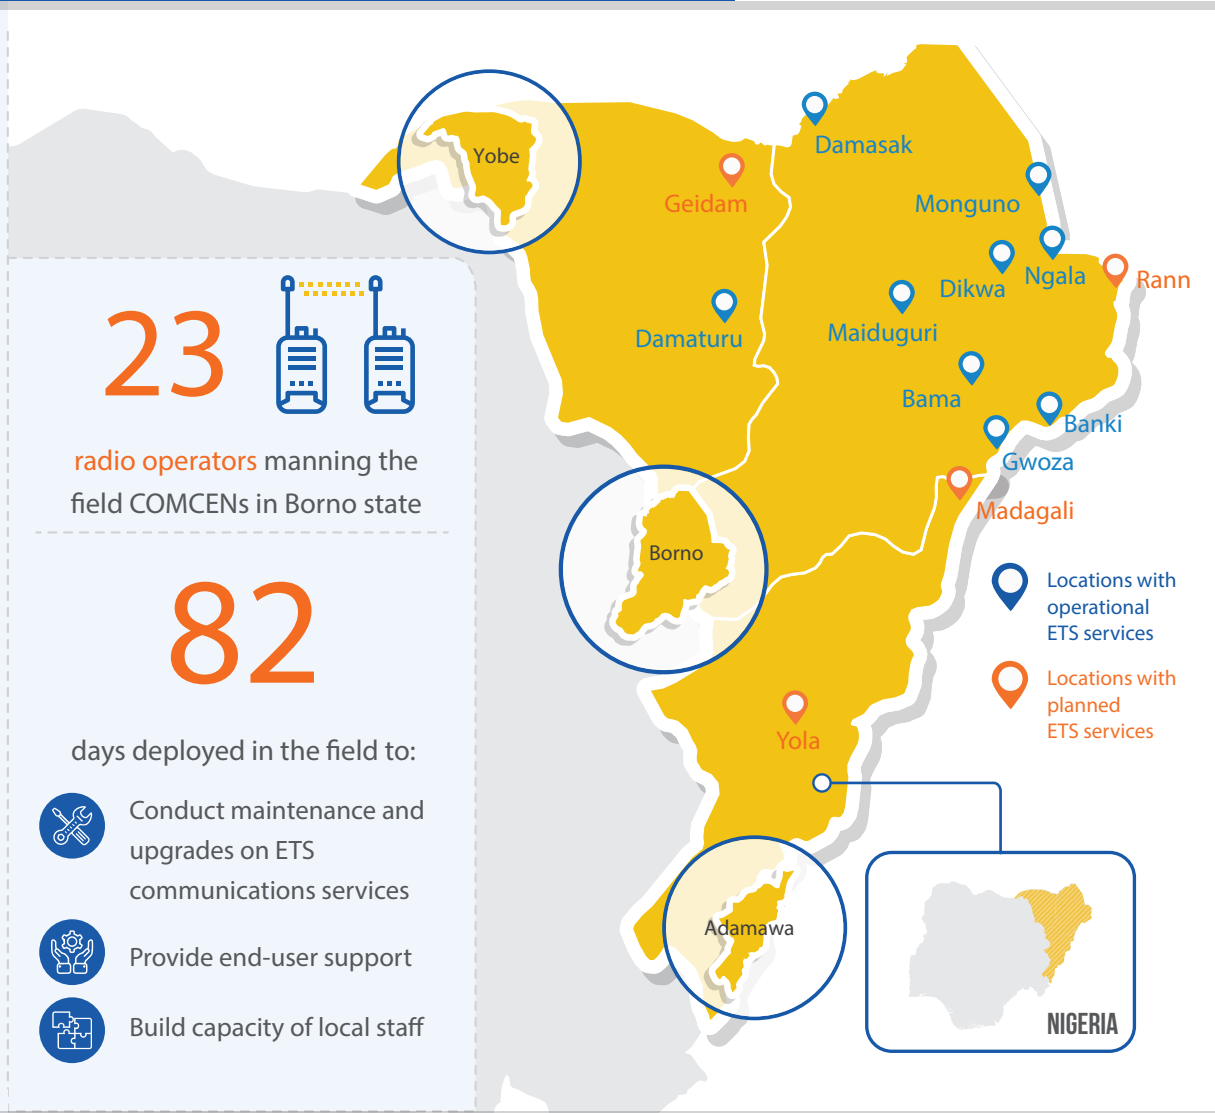 Yobe
Damasak
Geidam
Monguno
Ngala
Rann
Dikwa
Maiduguri
Damaturu
Bama
Banki
Gwoza
Madagali
Borno
Yola
Adamawa
23
radio operators manning the
field COMCENs in Borno state
82
days deployed in the field to:
Conduct maintenance and
upgrades on ETS
communications services
Provide end-user support
Build capacity of local staff
Locations with
operational
ETS services
Locations with
planned
ETS services
NIGERIA